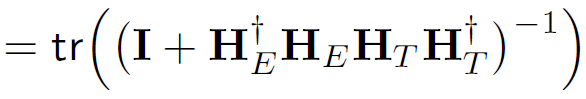 = tr((I + H_E^† H_E H_T H_T^†)^{-1})